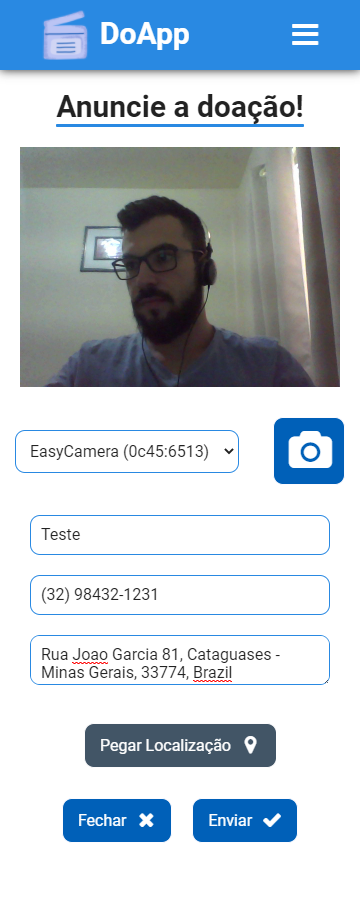 DoApp
Anuncie a doação!
EasyCamera (0c45:6513)
Teste
(32) 98432-1231
Rua Joao Garcia 81, Cataguases -
Minas Gerais, 33774, Brazil
Pegar Localização
Fechar
Enviar